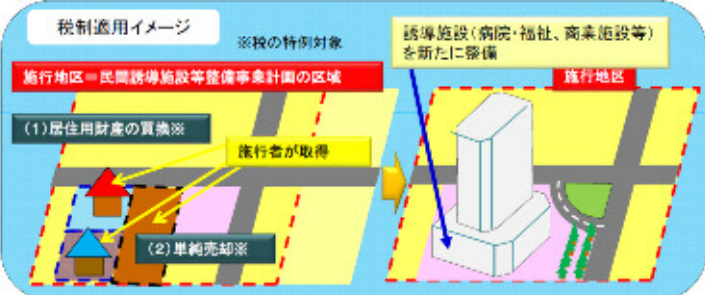 税制適用イメージ
※税の特例対象
誘導施設(病院・福祉、商業施設等)
を新たに整備
施行地区=民間誘導施設等整備事業計画の区域
施行地区
(1)居住用財産の買換※
施行者が取得
(2)単純売却※